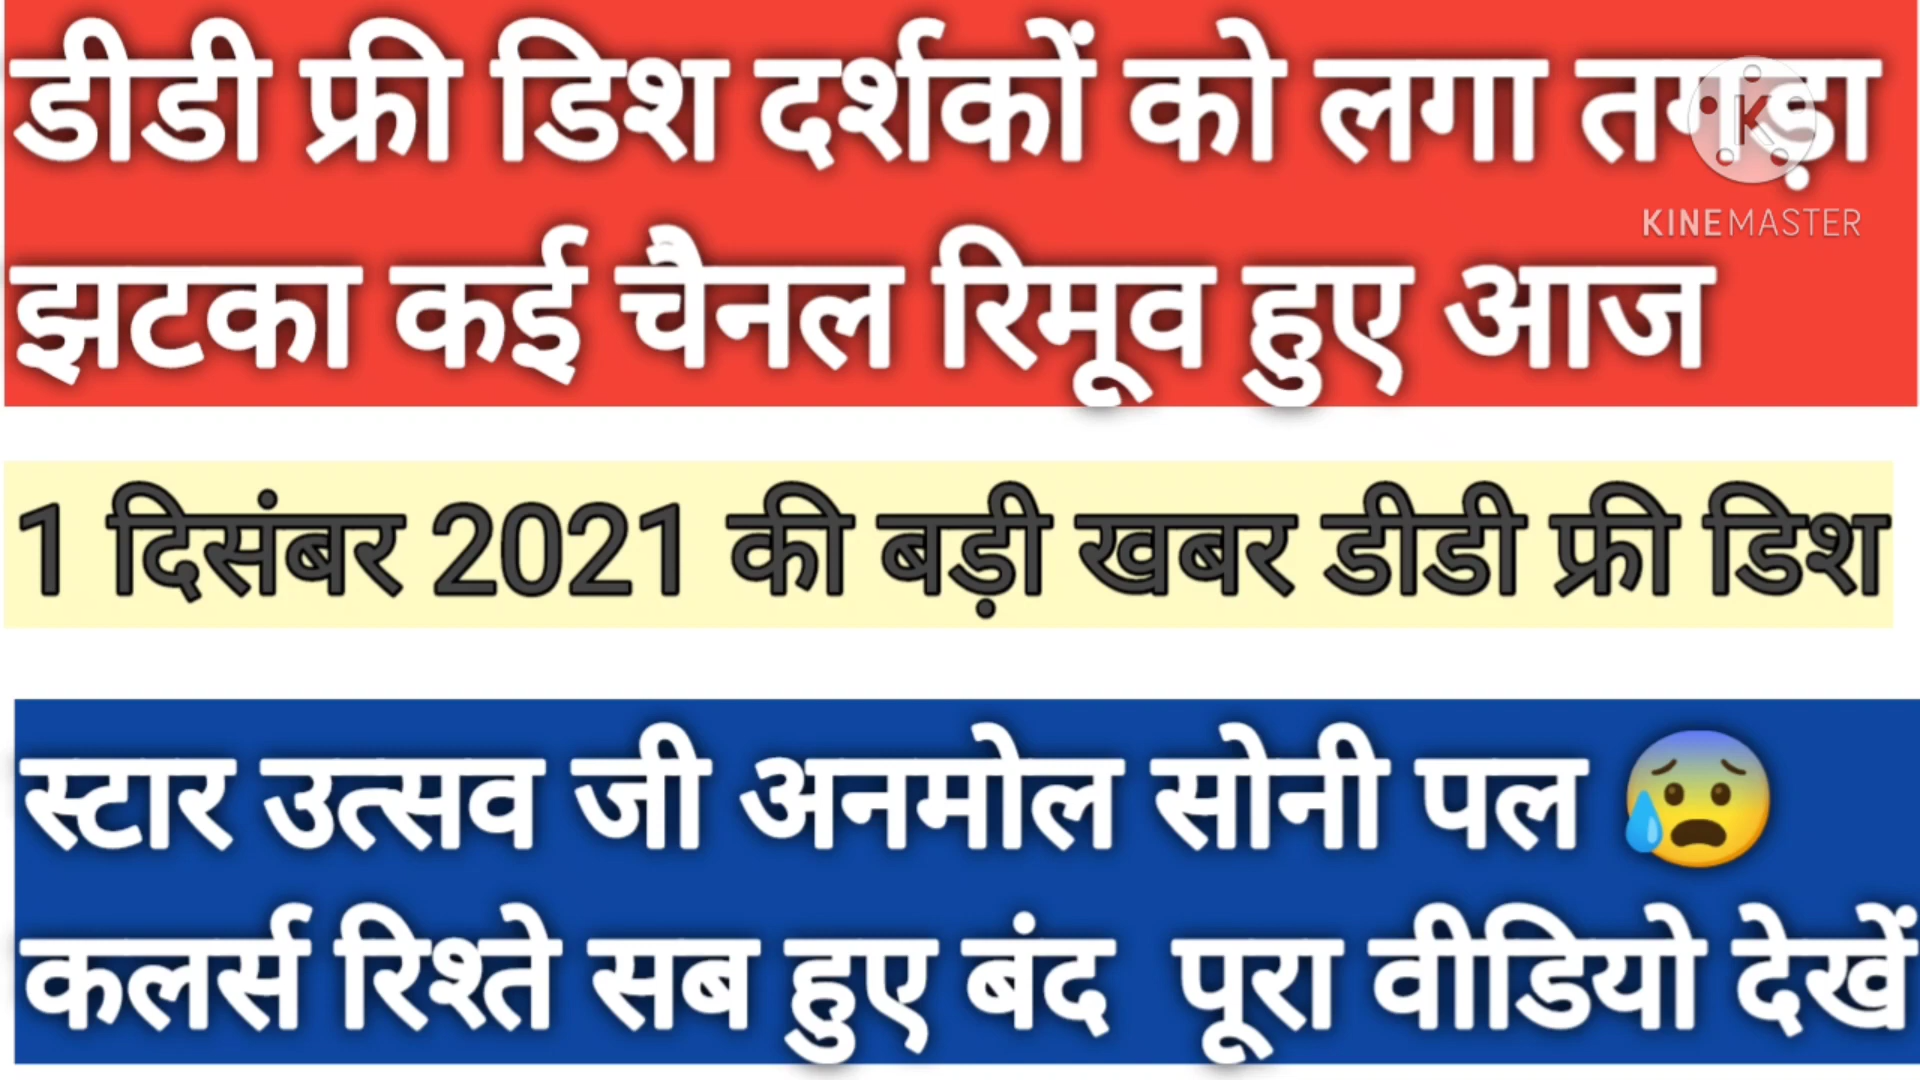 डीडी फ्री डिश दर्शकों को लगा तगड़ा
KINEMASTER
झटका कई चैनल रिमूव हुए आज
1 दिसंबर 2021 की बड़ी खबर डीडी फ्री डिश
स्टार उत्सव जी अनमोल सोनी पल 😰
कलर्स रिश्ते सब हुए बंद पूरा वीडियो देखें